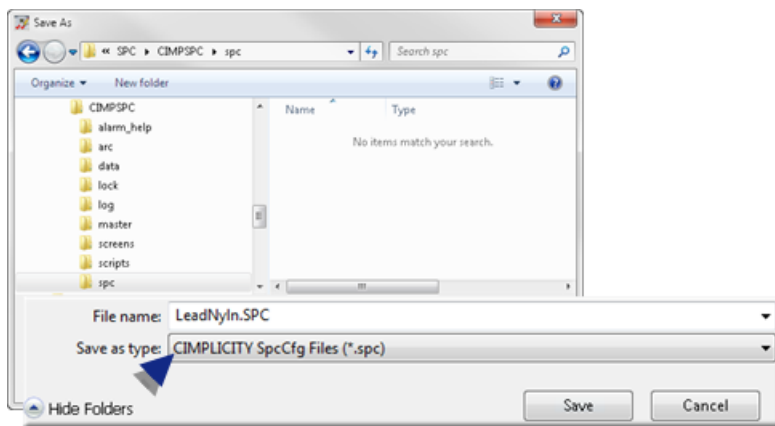 Save As
« SPC ▸ CIMPSPC ▸ spc
Search spc
Organize
New folder
CIMPSPC
Name
Type
alarm_help
No items match your search.
arc
data
lock
log
master
screens
scripts
spc
File name: LeadNyIn.SPC
Save as type: CIMPLICITY SpcCfg Files (*.spc)
Hide Folders
Save
Cancel